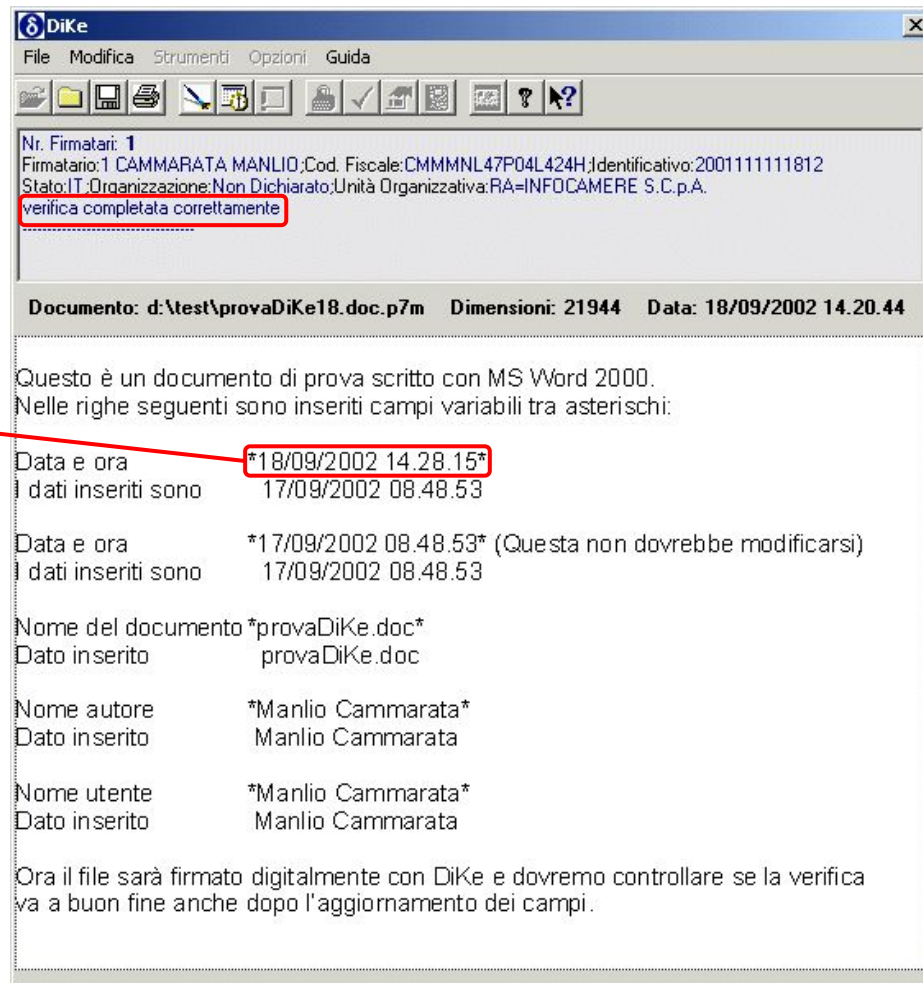 DiKe
File Modifica Strumenti Opzioni Guida
Nr. Firmatari: 1
Firmatario:1 CAMMARATA MANLIO;Cod. Fiscale:CMMMNL47P04L424H;Identificativo:2001111111812
Stato:IT;Organizzazione:Non Dichiarato;Unità Organizzativa:RA=INFOCAMERE S.C.p.A.
verifica completata correttamente
----------------------------------
Documento: d:\test\provaDiKe18.doc.p7m Dimensioni: 21944 Data: 18/09/2002 14.20.44
Questo è un documento di prova scritto con MS Word 2000.
Nelle righe seguenti sono inseriti campi variabili tra asterischi:
Data e ora *18/09/2002 14.28.15*
I dati inseriti sono 17/09/2002 08.48.53
Data e ora *17/09/2002 08.48.53* (Questa non dovrebbe modificarsi)
I dati inseriti sono 17/09/2002 08.48.53
Nome del documento *provaDiKe.doc*
Dato inserito provaDiKe.doc
Nome autore *Manlio Cammarata*
Dato inserito Manlio Cammarata
Nome utente *Manlio Cammarata*
Dato inserito Manlio Cammarata
Ora il file sarà firmato digitalmente con DiKe e dovremo controllare se la verifica
va a buon fine anche dopo l'aggiornamento dei campi.